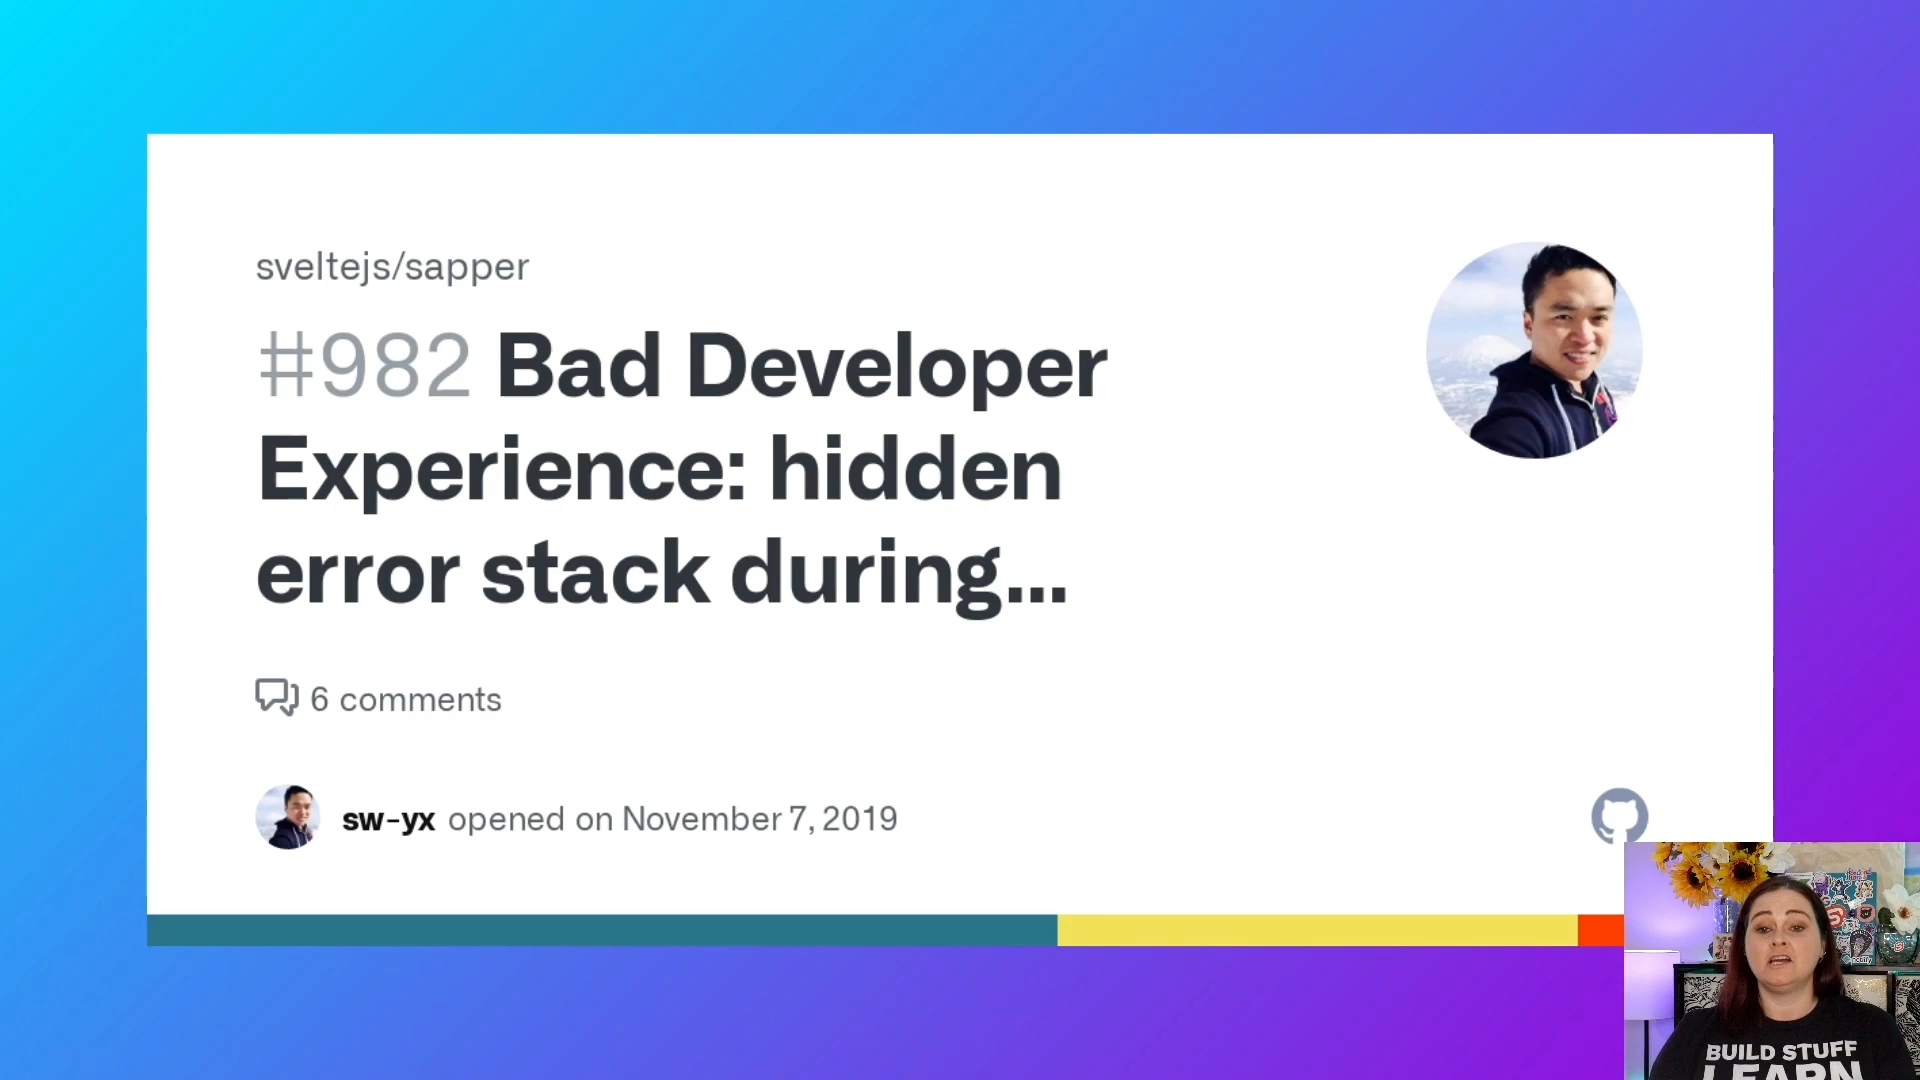 sveltejs/sapper
#982 Bad Developer
Experience: hidden
error stack during...
6 comments
sw-yx opened on November 7, 2019
BUILD STUFF
LEARN